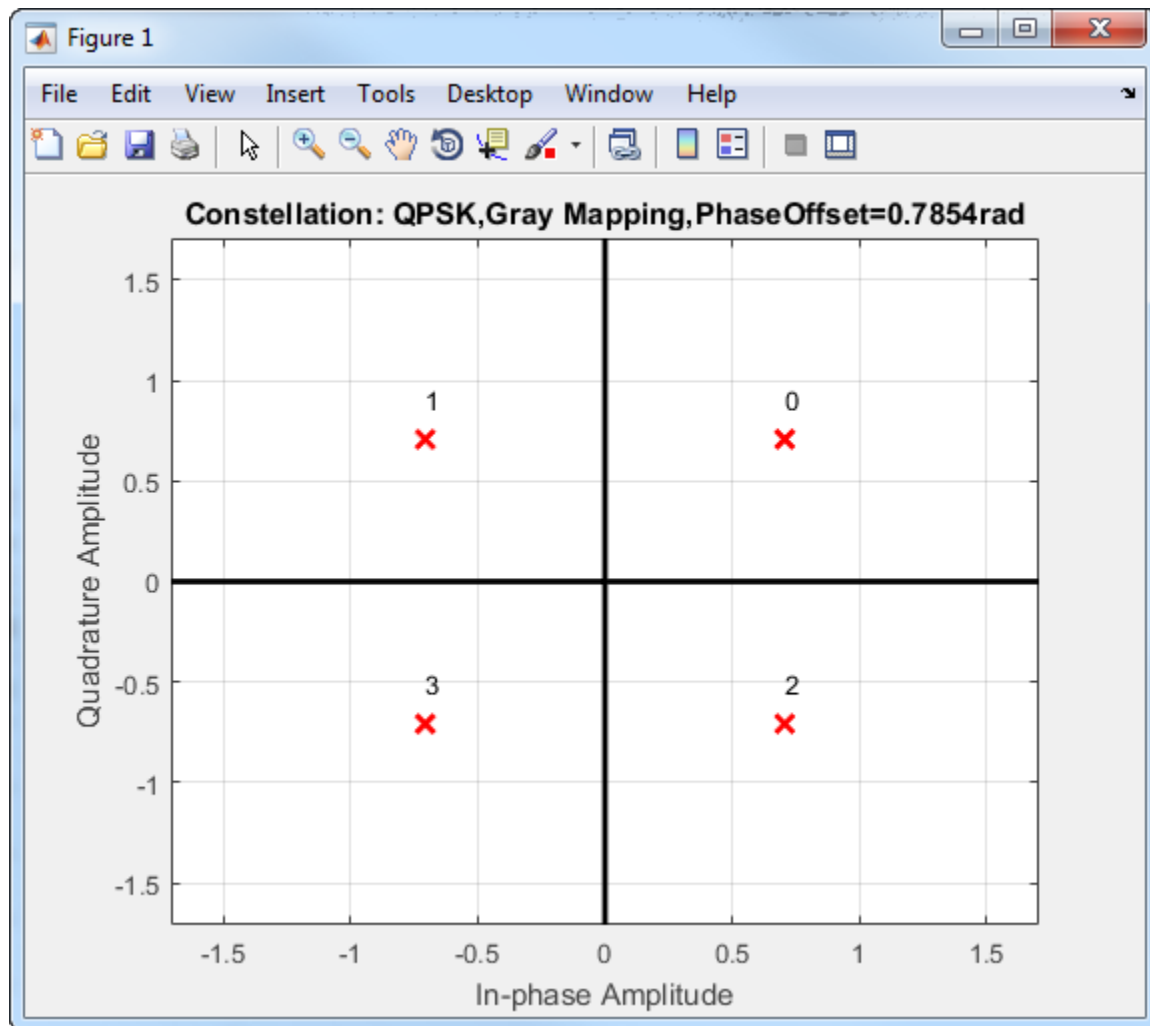 Figure 1
File Edit View Insert Tools Desktop Window Help
Constellation: QPSK,Gray Mapping,PhaseOffset=0.7854rad
1.5
1
0.5
0
-0.5
-1
-1.5
Quadrature Amplitude
1 0
3 2
-1.5 -1 -0.5 0 0.5 1 1.5
In-phase Amplitude